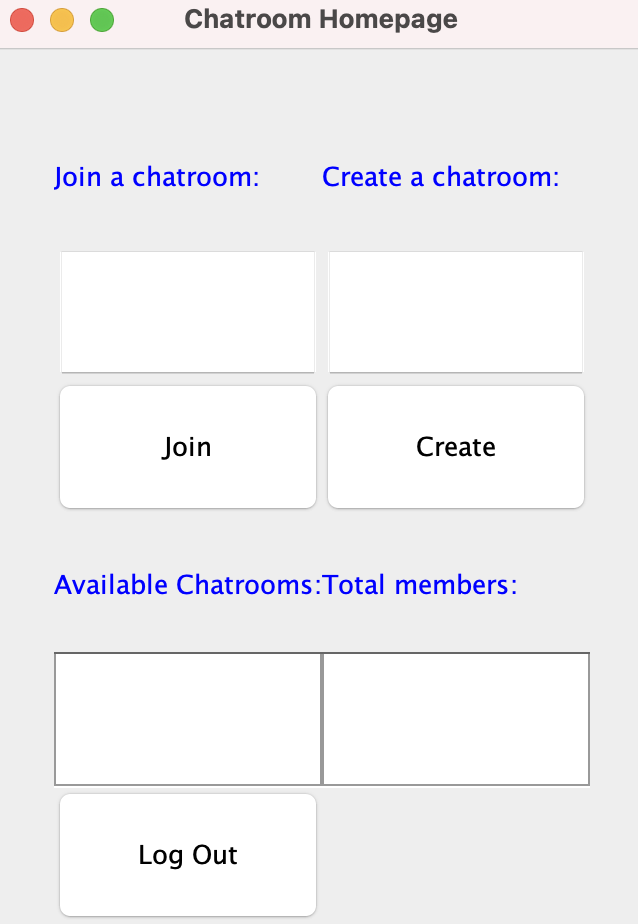 Chatroom Homepage
Join a chatroom: Create a chatroom:
Join Create
Available Chatrooms: Total members:
Log Out